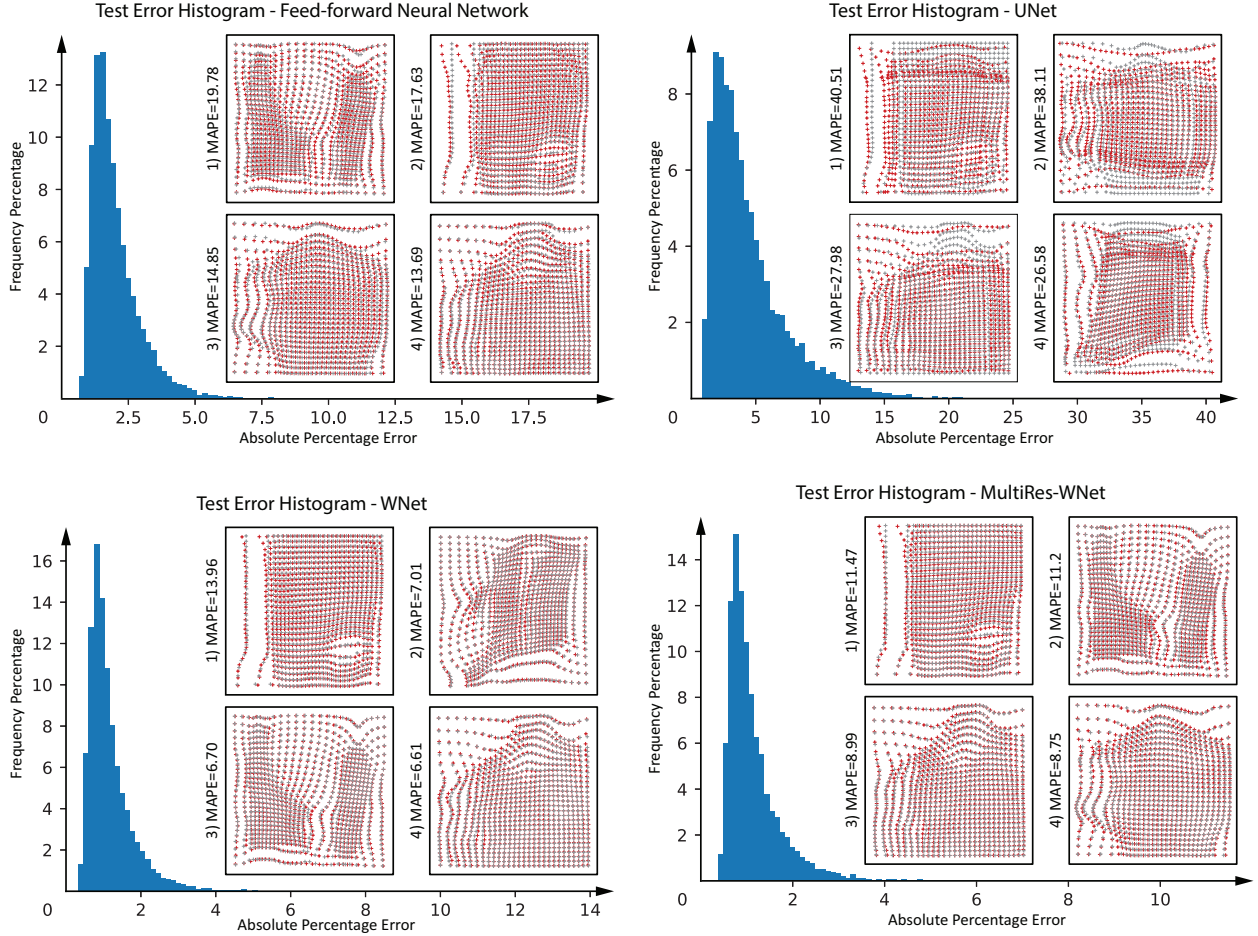 Test Error Histogram - Feed-forward Neural Network
Frequency Percentage
12
10
8
6
4
2
0
2.5
5.0
7.5
10.0
12.5
15.0
17.5
Absolute Percentage Error
1) MAPE=19.78
2) MAPE=17.63
3) MAPE=14.85
4) MAPE=13.69
Test Error Histogram - UNet
Frequency Percentage
8
6
4
2
0
5
10
15
20
25
30
35
40
Absolute Percentage Error
1) MAPE=40.51
2) MAPE=38.11
3) MAPE=27.98
4) MAPE=26.58
Test Error Histogram - WNet
Frequency Percentage
16
14
12
10
8
6
4
2
0
2
4
6
8
10
12
14
Absolute Percentage Error
1) MAPE=13.96
2) MAPE=7.01
3) MAPE=6.70
4) MAPE=6.61
Test Error Histogram - MultiRes-WNet
Frequency Percentage
14
12
10
8
6
4
2
0
2
4
6
8
10
Absolute Percentage Error
1) MAPE=11.47
2) MAPE=11.2
3) MAPE=8.99
4) MAPE=8.75